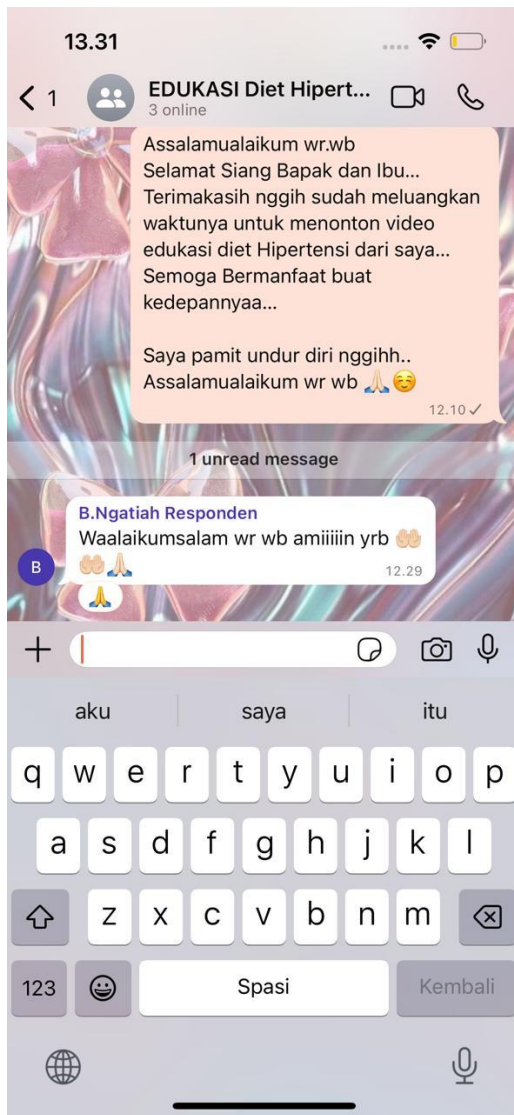 13.31
1
EDUKASI Diet Hipert...
3 online
Assalamualaikum wr.wb
Selamat Siang Bapak dan Ibu...
Terimakasih nggih sudah meluangkan
waktunya untuk menonton video
edukasi diet Hipertensi dari saya...
Semoga Bermanfaat buat
kedepannyaa...
Saya pamit undur diri nggihh..
Assalamualaikum wr wb 🙏🏻☺️
12.10 ✓
1 unread message
B.Ngatiah Responden
Waalaikumsalam wr wb amiiiiin yrb 🤲🏻
🤲🏻🙏🏻
B
12.29
🙏
aku saya itu
q w e r t y u i o p
a s d f g h j k l
z x c v b n m
123 Spasi Kembali